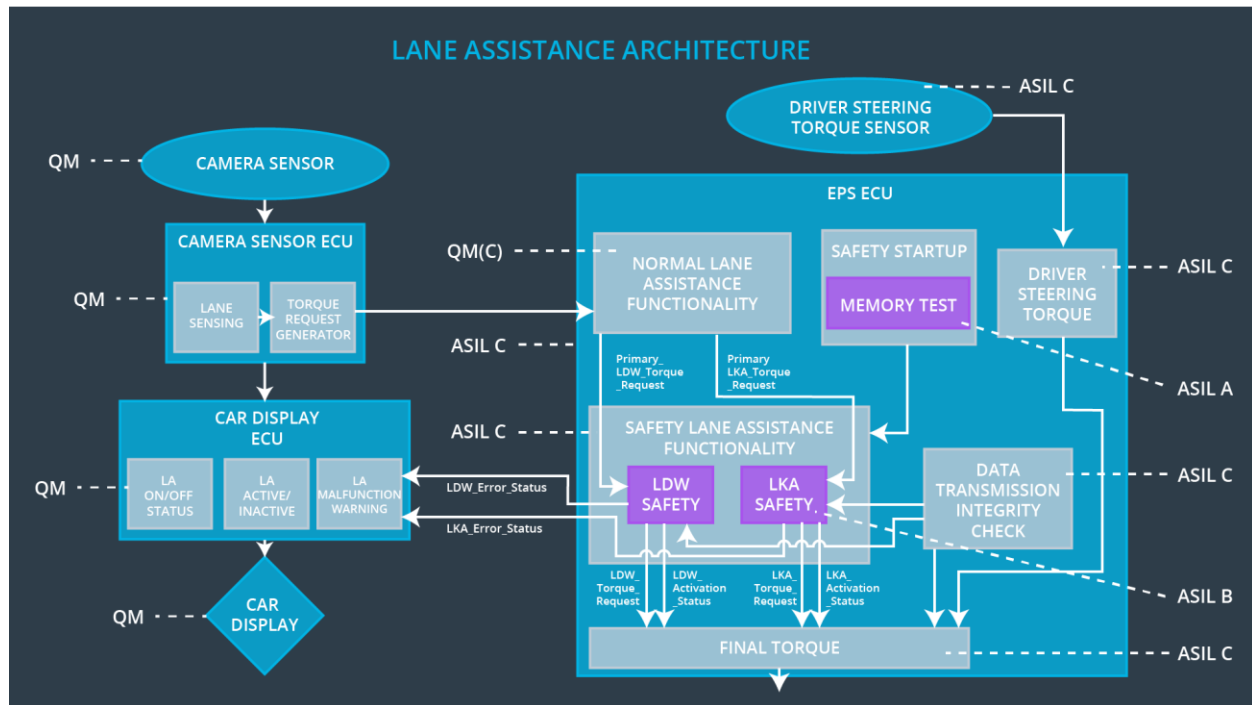 LANE ASSISTANCE ARCHITECTURE
ASIL C
DRIVER STEERING
TORQUE SENSOR
QM
CAMERA SENSOR
CAMERA SENSOR ECU
QM
LANE
SENSING
TORQUE
REQUEST
GENERATOR
CAR DISPLAY
ECU
QM
LA
ON/OFF
STATUS
LA
ACTIVE/
INACTIVE
LA
MALFUNCTION
WARNING
QM
CAR
DISPLAY
EPS ECU
QM(C)
NORMAL LANE
ASSISTANCE
FUNCTIONALITY
SAFETY STARTUP
MEMORY TEST
DRIVER
STEERING
TORQUE
ASIL C
ASIL C
ASIL A
Primary_
LDW_Torque
_Request
Primary
LKA_Torque
_Request
ASIL C
SAFETY LANE ASSISTANCE
FUNCTIONALITY
LDW
SAFETY
LKA
SAFETY
DATA
TRANSMISSION
INTEGRITY
CHECK
ASIL C
LDW_Error_Status
LKA_Error_Status
LDW_
Torque_
Request
LDW_
Activation
_Status
LKA_
Torque_
Request
LKA_
Activation
_Status
ASIL B
FINAL TORQUE
ASIL C